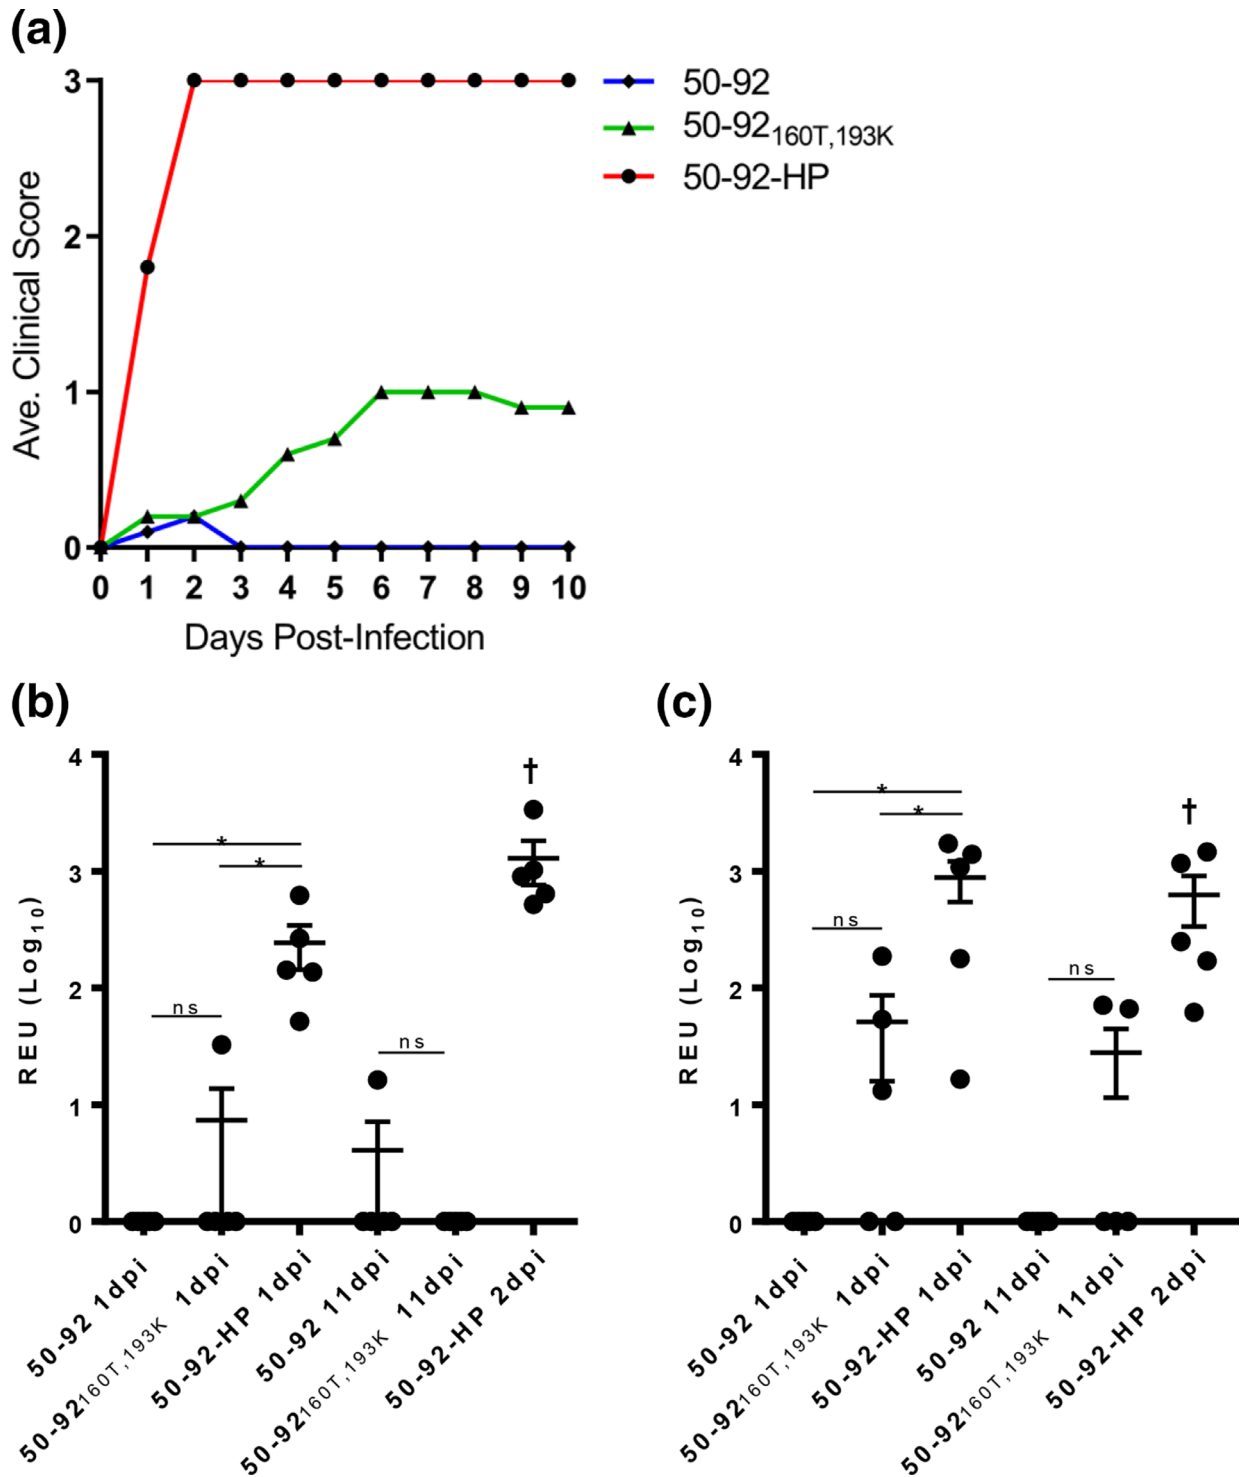 (a)
3
2
1
0
Ave. Clinical Score
0 1 2 3 4 5 6 7 8 9 10
Days Post-Infection
50-92
50-92160T,193K
50-92-HP
(b)
4
3
2
1
0
REU (Log10)
*
*
ns
ns
†
50-92 1dpi
50-92160T,193K 1dpi
50-92-HP 1dpi
50-92 11dpi
50-92160T,193K 11dpi
50-92-HP 2dpi
(c)
4
3
2
1
0
REU (Log10)
*
*
ns
ns
†
50-92 1dpi
50-92160T,193K 1dpi
50-92-HP 1dpi
50-92 11dpi
50-92160T,193K 11dpi
50-92-HP 2dpi